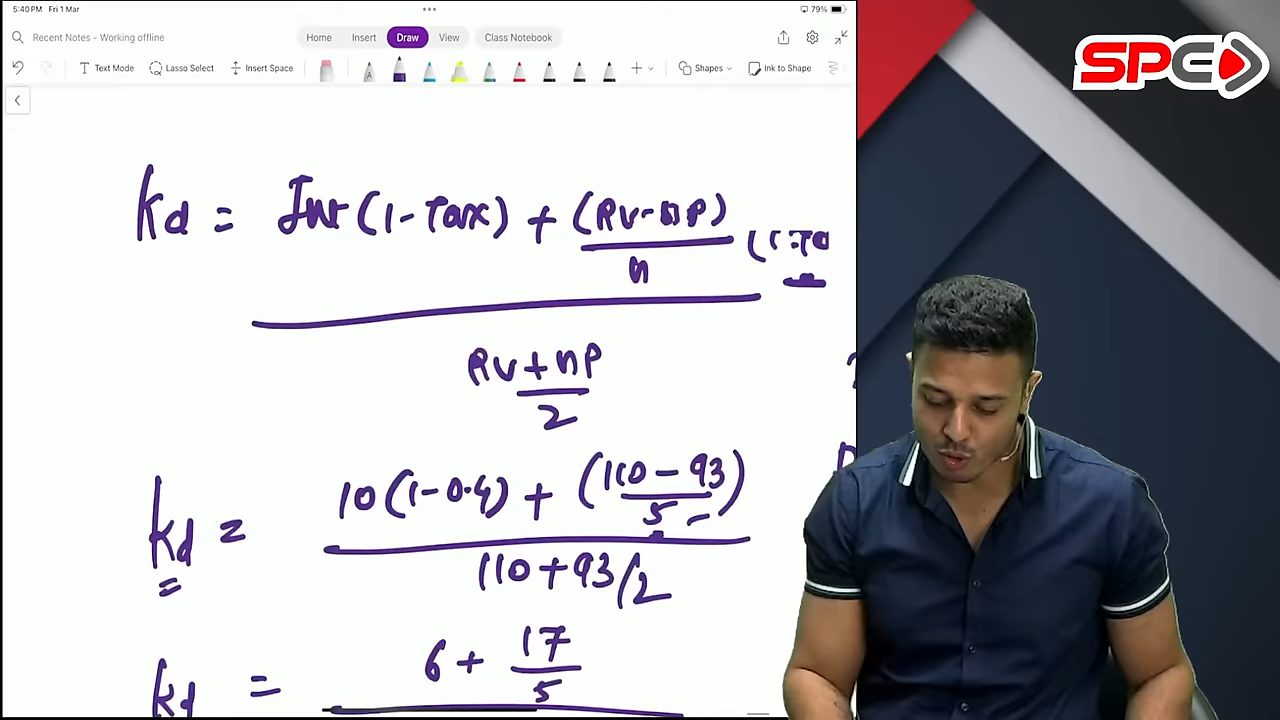 5:40 PM Fri 1 Mar
79%
Recent Notes - Working offline
Home Insert Draw View Class Notebook
Text Mode Lasso Select Insert Space Shapes Ink to Shape
SPC
Kd = Int (1 - Tax) + (RV - NP)
n
RV + NP
2
Kd = 10 (1 - 0.4) + (110 - 93)
5
110 + 93 / 2
Kd = 6 + 17
5